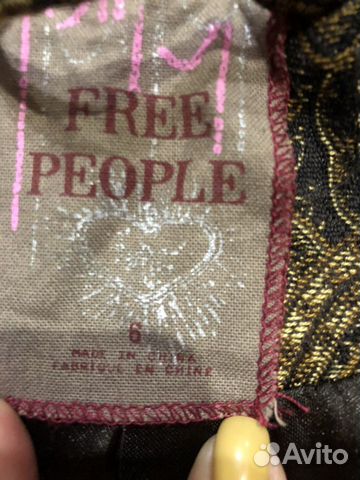 FREE
PEOPLE
6
MADE IN CHINA
FABRIQUE EN CHINE
Avito